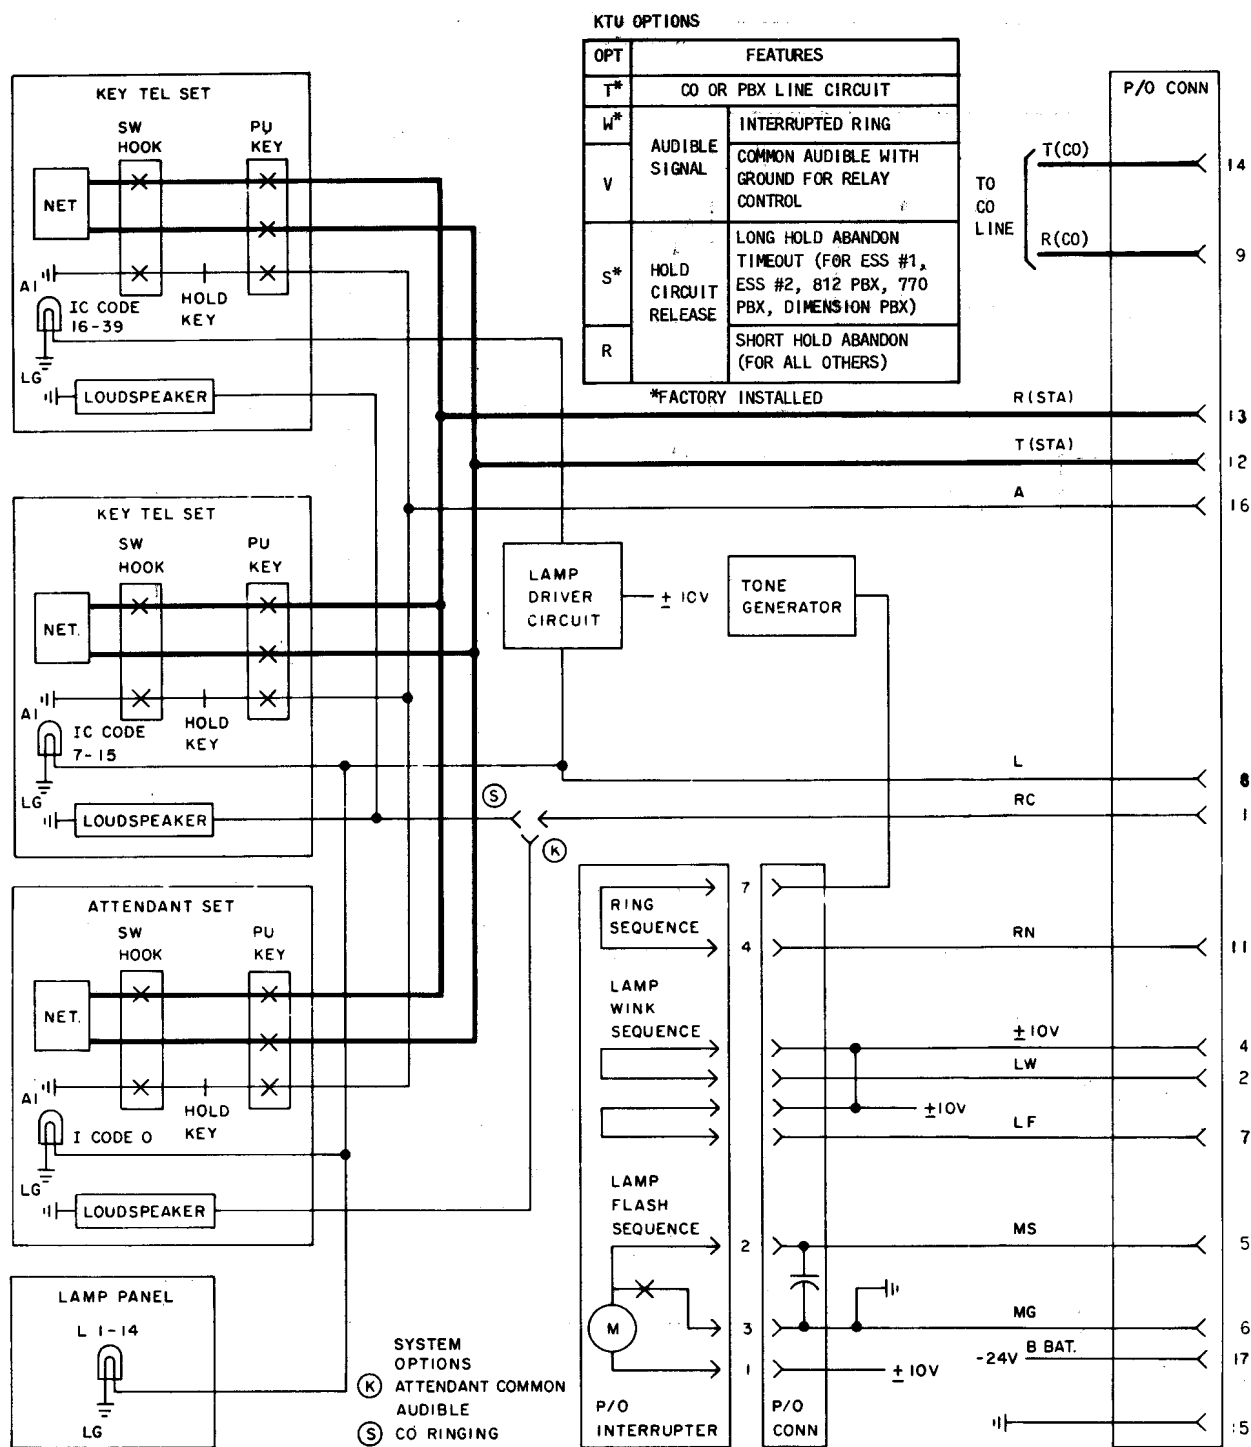 KTU OPTIONS
OPT FEATURES
T* CO OR PBX LINE CIRCUIT
W* AUDIBLE SIGNAL INTERRUPTED RING
V COMMON AUDIBLE WITH
GROUND FOR RELAY
CONTROL
S* HOLD CIRCUIT RELEASE LONG HOLD ABANDON
TIMEOUT (FOR ESS #1,
ESS #2, 812 PBX, 770
PBX, DIMENSION PBX)
R SHORT HOLD ABANDON
(FOR ALL OTHERS)
*FACTORY INSTALLED
KEY TEL SET
SW
HOOK
PU
KEY
NET
A1
HOLD
KEY
IC CODE
16-39
LG
LOUDSPEAKER
KEY TEL SET
SW
HOOK
PU
KEY
NET.
A1
HOLD
KEY
IC CODE
7-15
LG
LOUDSPEAKER
ATTENDANT SET
SW
HOOK
PU
KEY
NET.
A1
HOLD
KEY
I CODE 0
LG
LOUDSPEAKER
LAMP PANEL
L 1-14
LG
SYSTEM
OPTIONS
K ATTENDANT COMMON
AUDIBLE
S CO RINGING
LAMP
DRIVER
CIRCUIT
± 10V
TONE
GENERATOR
S
K
RING
SEQUENCE
LAMP
WINK
SEQUENCE
LAMP
FLASH
SEQUENCE
M
P/O
INTERRUPTER
7
4
2
3
1
P/O
CONN
±10V
± 10V
P/O CONN
TO
CO
LINE
T(CO) 14
R(CO) 9
R(STA) 13
T(STA) 12
A 16
L 8
RC 1
RN 11
±10V 4
LW 2
LF 7
MS 5
MG 6
-24V B BAT. 17